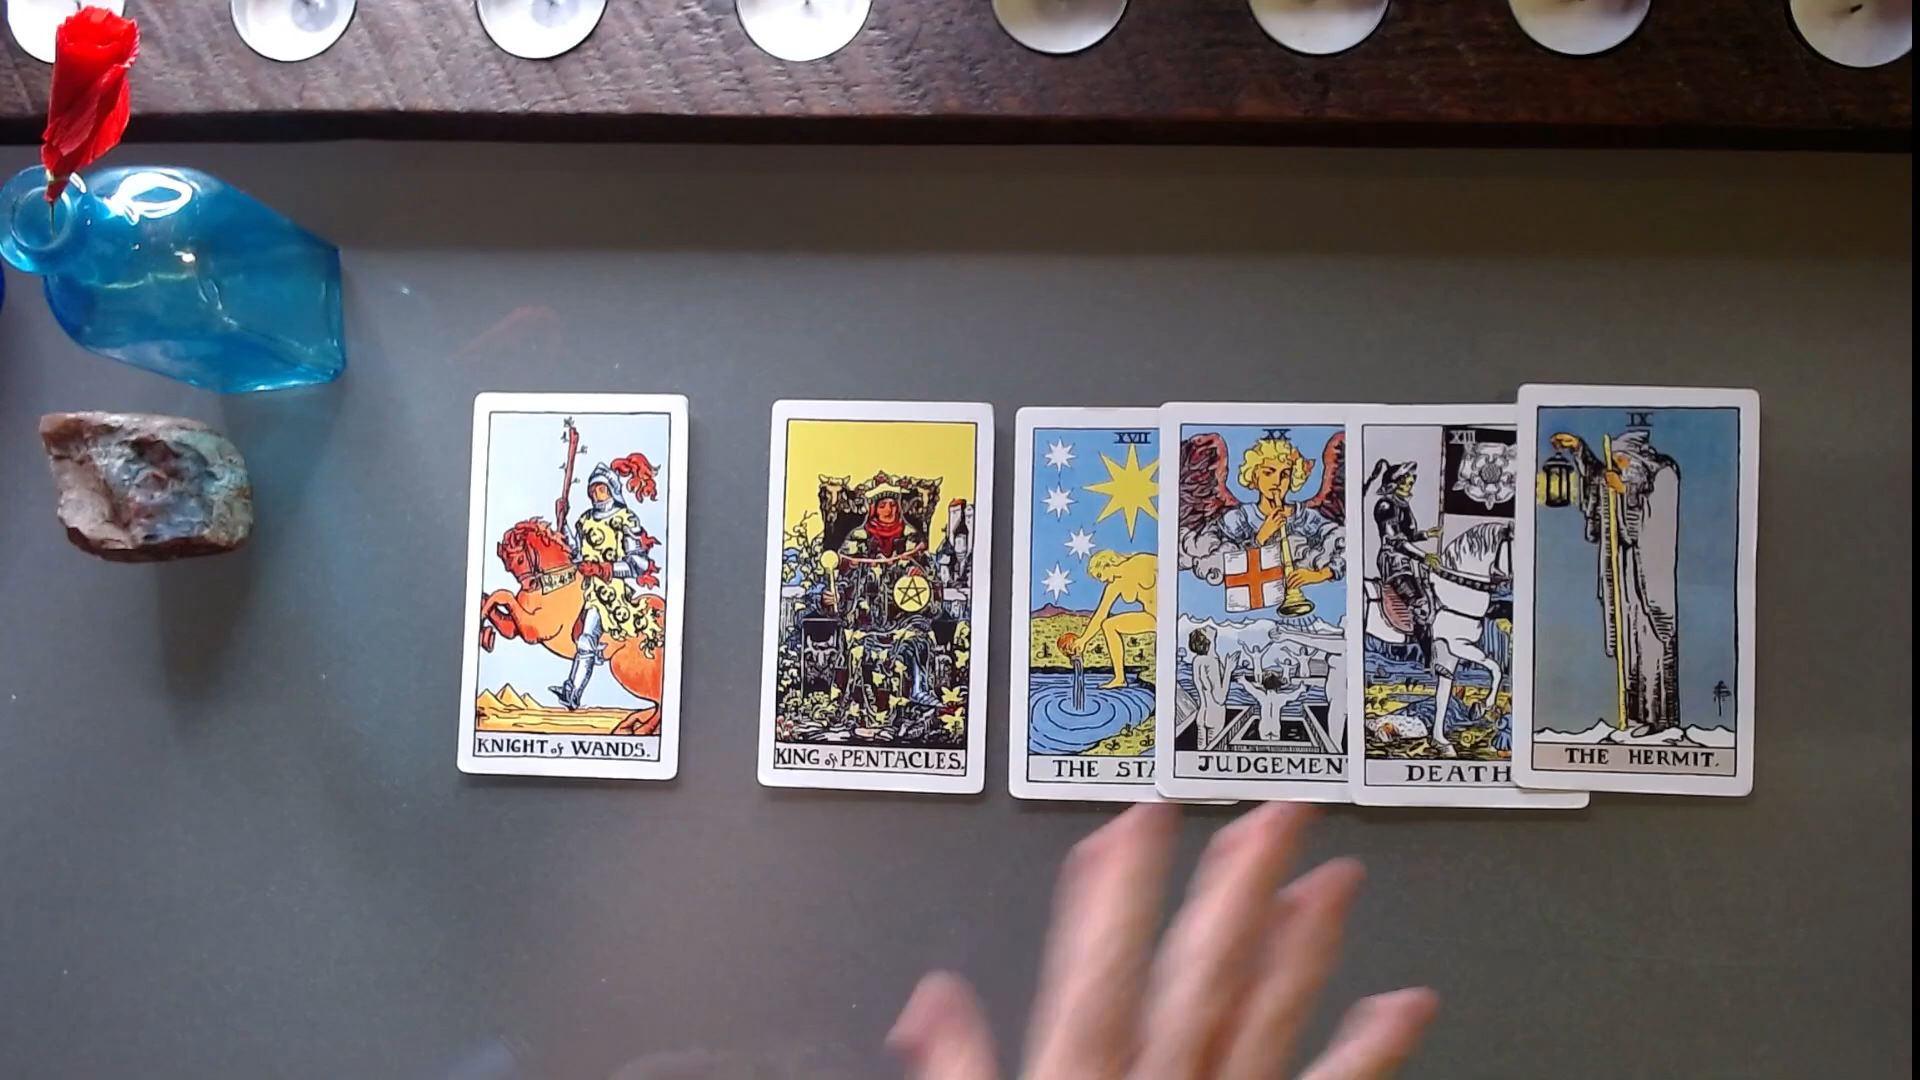 KNIGHT of WANDS.
KING of PENTACLES.
XVII
THE STA
XX
JUDGEMEN
XIII
DEATH
IX
THE HERMIT.